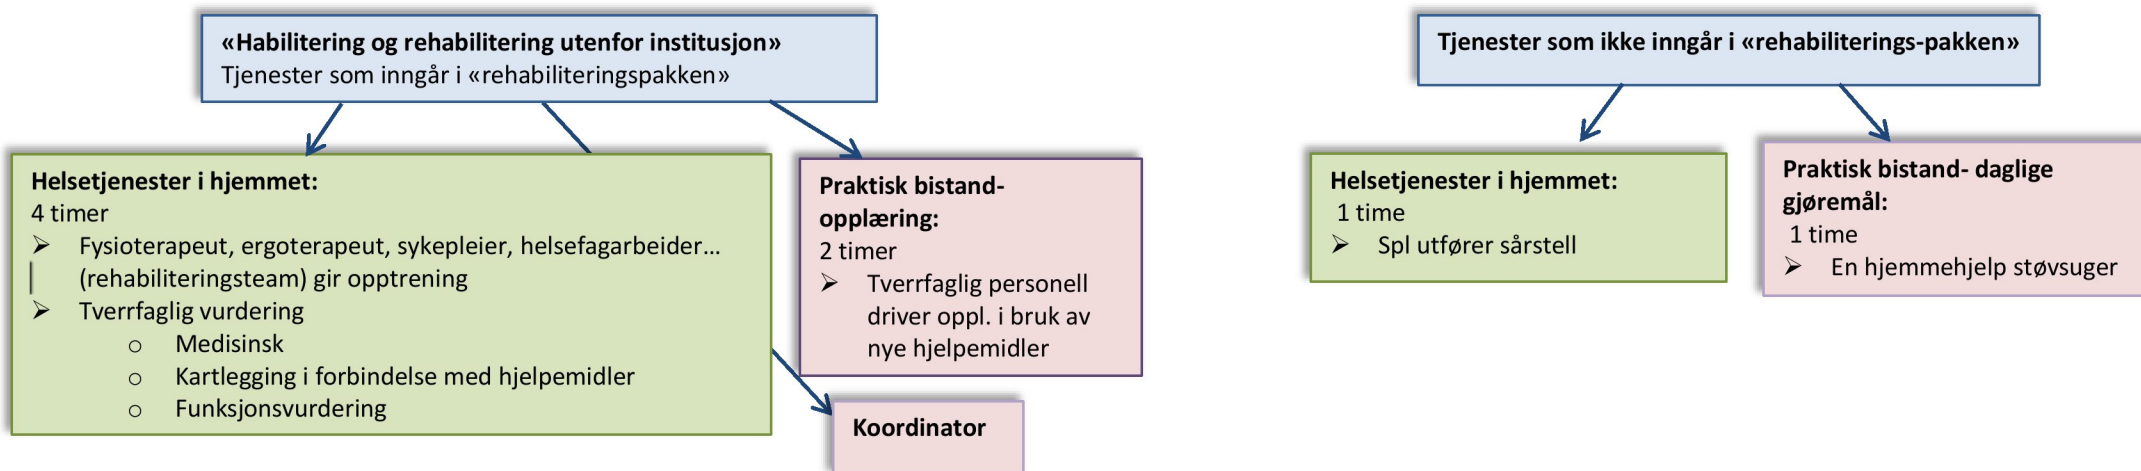 «Habilitering og rehabilitering utenfor institusjon»
Tjenester som inngår i «rehabiliteringspakken»
Helsetjenester i hjemmet:
4 timer
Fysioterapeut, ergoterapeut, sykepleier, helsefagarbeider…
(rehabiliteringsteam) gir opptrening
Tverrfaglig vurdering
Medisinsk
Kartlegging i forbindelse med hjelpemidler
Funksjonsvurdering
Praktisk bistand-
opplæring:
2 timer
Tverrfaglig personell
driver oppl. i bruk av
nye hjelpemidler
Koordinator
Tjenester som ikke inngår i «rehabiliterings-pakken»
Helsetjenester i hjemmet:
1 time
Spl utfører sårstell
Praktisk bistand- daglige
gjøremål:
1 time
En hjemmehjelp støvsuger